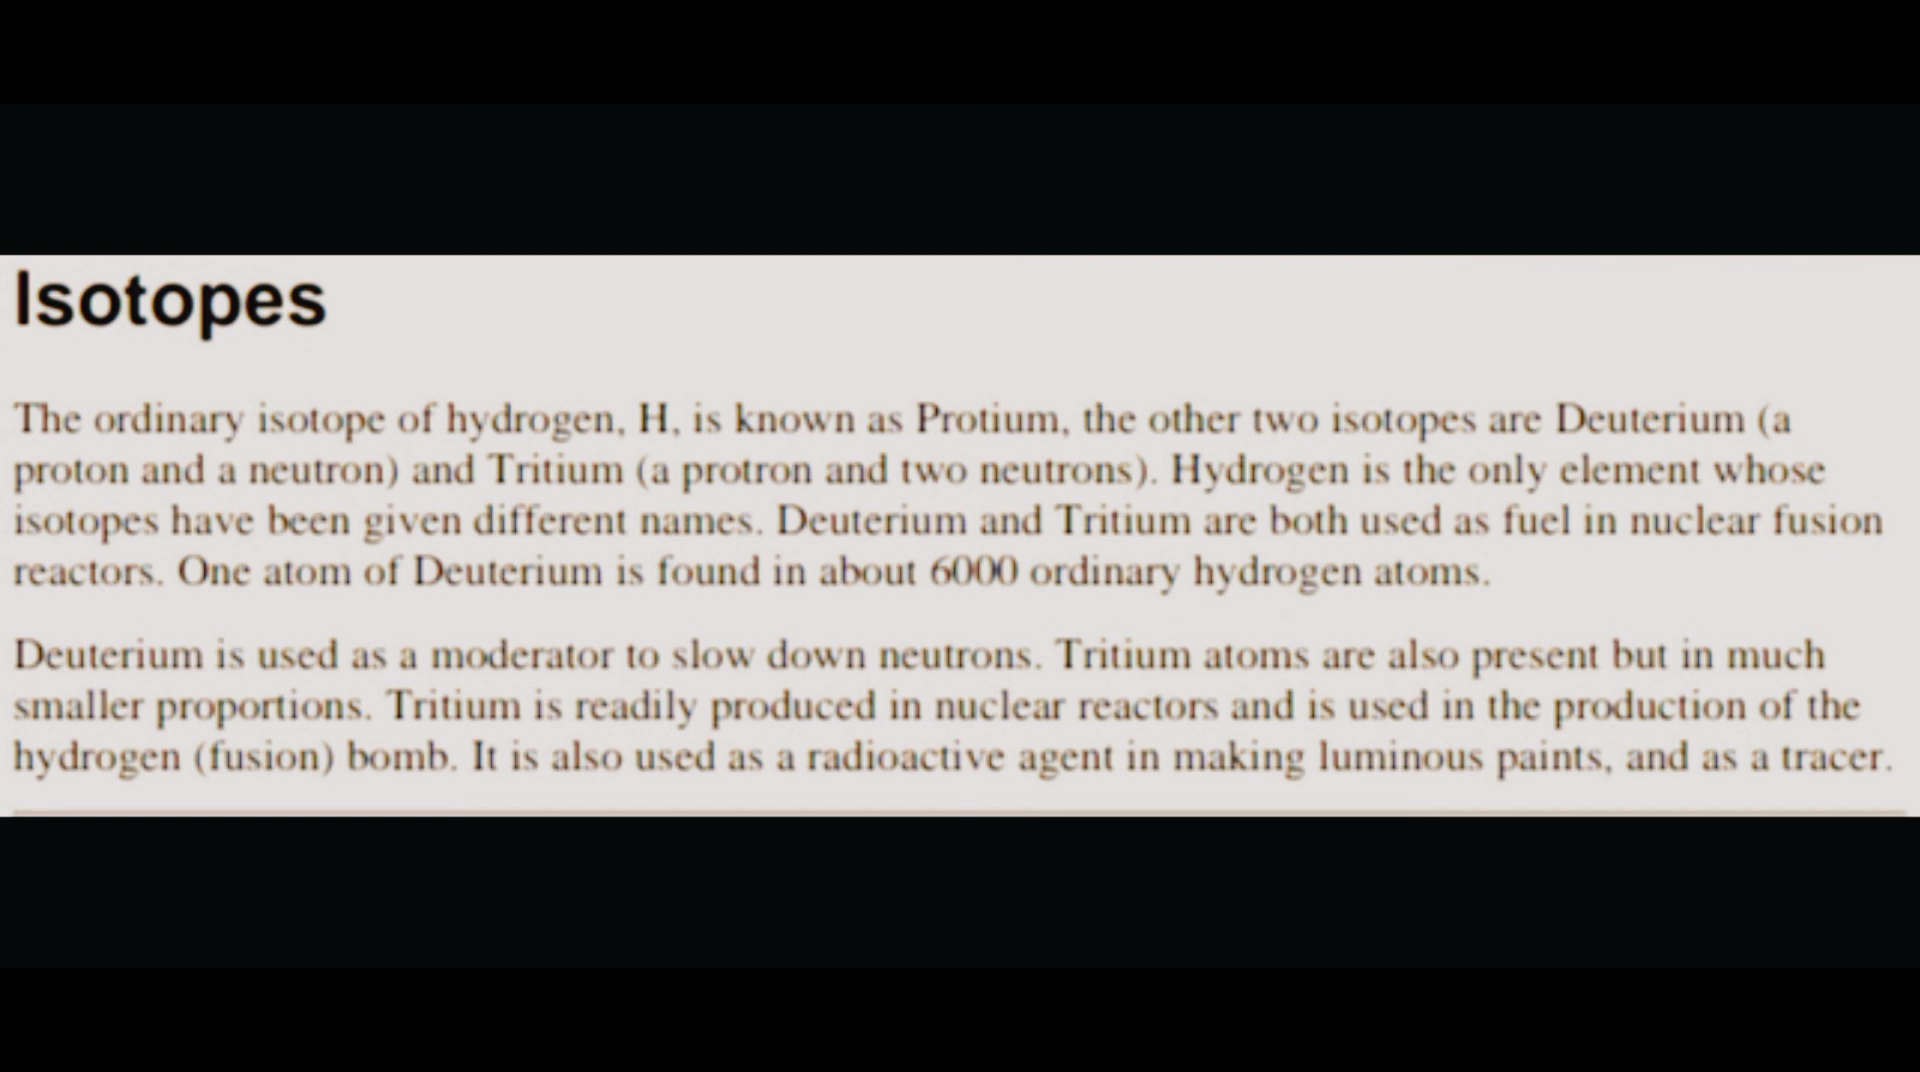 Isotopes
The ordinary isotope of hydrogen, H, is known as Protium, the other two isotopes are Deuterium (a
proton and a neutron) and Tritium (a protron and two neutrons). Hydrogen is the only element whose
isotopes have been given different names. Deuterium and Tritium are both used as fuel in nuclear fusion
reactors. One atom of Deuterium is found in about 6000 ordinary hydrogen atoms.
Deuterium is used as a moderator to slow down neutrons. Tritium atoms are also present but in much
smaller proportions. Tritium is readily produced in nuclear reactors and is used in the production of the
hydrogen (fusion) bomb. It is also used as a radioactive agent in making luminous paints, and as a tracer.